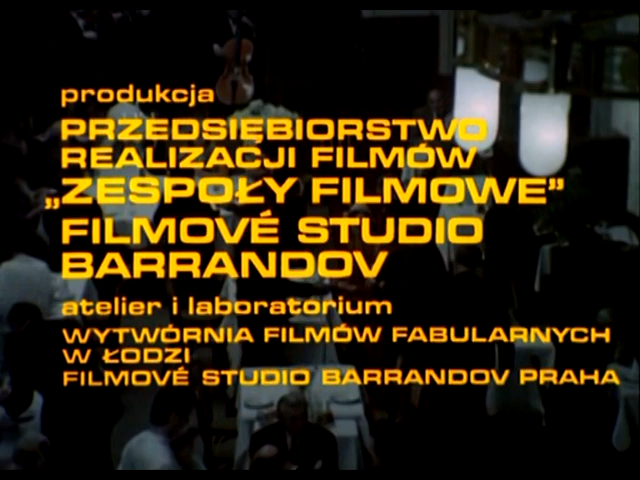 produkcja
PRZEDSIĘBIORSTWO
REALIZACJI FILMÓW
„ZESPOŁY FILMOWE”
FILMOVÉ STUDIO
BARRANDOV
atelier i laboratorium
WYTWÓRNIA FILMÓW FABULARNYCH
W ŁODZI
FILMOVÉ STUDIO BARRANDOV PRAHA